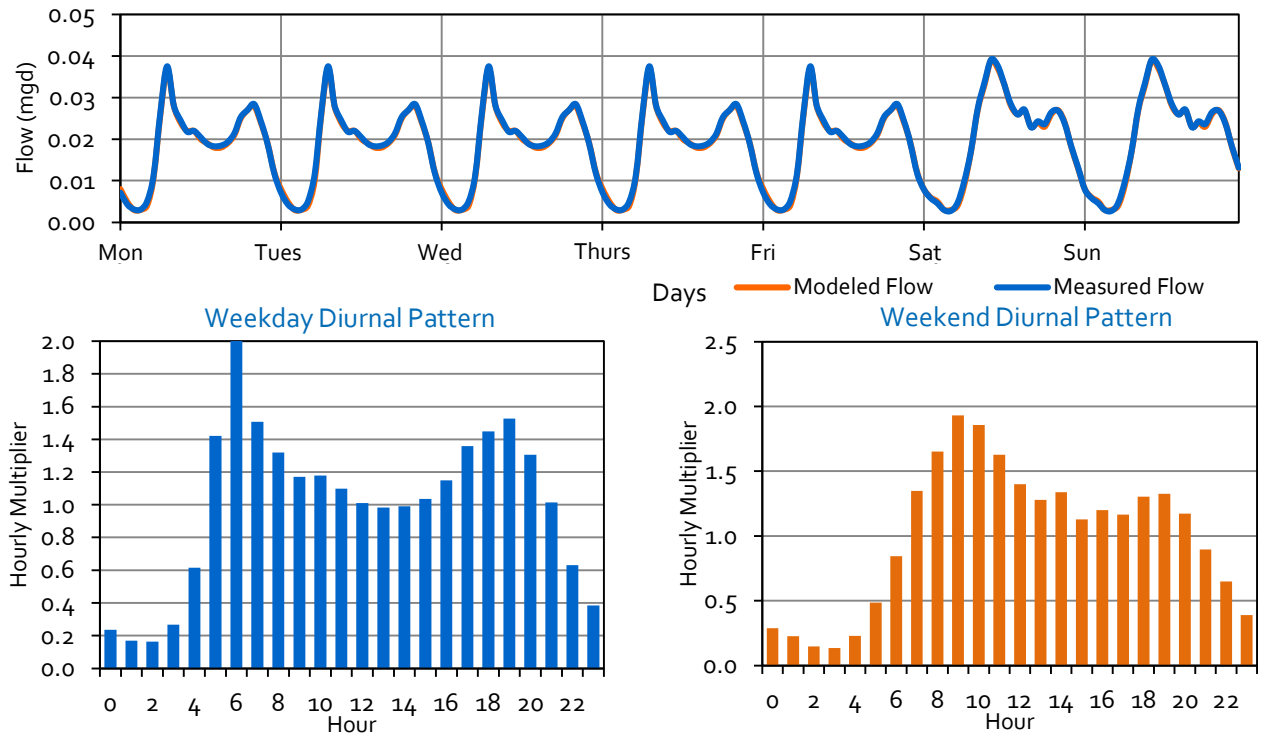 0.05
0.04
0.03
0.02
0.01
0.00
Flow (mgd)
Mon Tues Wed Thurs Fri Sat Sun
Days Modeled Flow Measured Flow
Weekday Diurnal Pattern
2.0
1.8
1.6
1.4
1.2
1.0
0.8
0.6
0.4
0.2
0.0
Hourly Multiplier
0 2 4 6 8 10 12 14 16 18 20 22
Hour
Weekend Diurnal Pattern
2.5
2.0
1.5
1.0
0.5
0.0
Hourly Multiplier
0 2 4 6 8 10 12 14 16 18 20 22
Hour